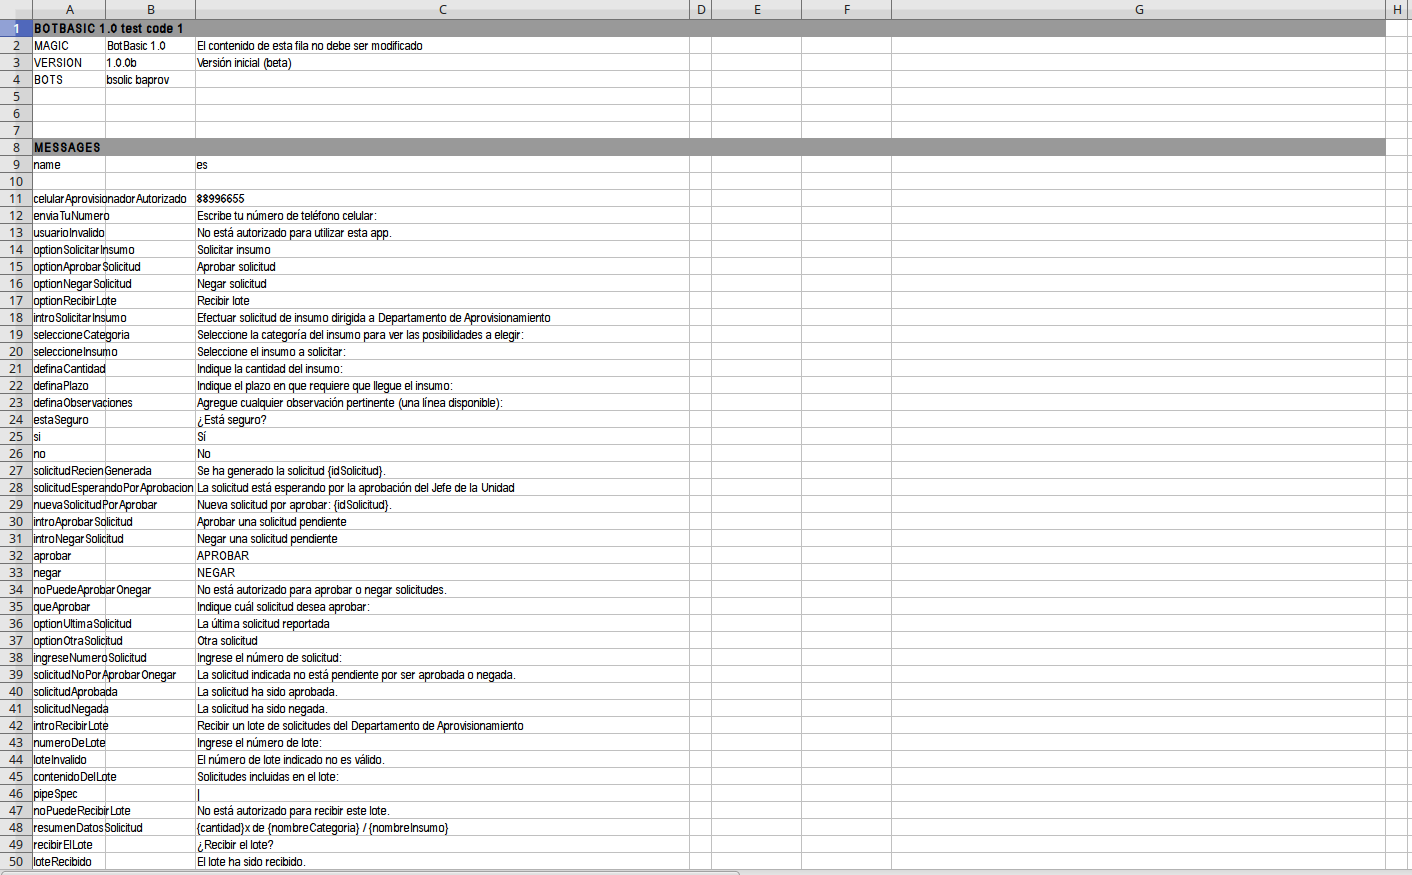 A B C D E F G H
1 BOTBASIC 1.0 test code 1
2 MAGIC BotBasic 1.0 El contenido de esta fila no debe ser modificado
3 VERSION 1.0.0b Versión inicial (beta)
4 BOTS bsolic baprov
5
6
7
8 MESSAGES
9 name es
10
11 celularAprovisionadorAutorizado 88996655
12 enviaTuNumero Escribe tu número de teléfono celular:
13 usuarioInvalido No está autorizado para utilizar esta app.
14 optionSolicitarInsumo Solicitar insumo
15 optionAprobarSolicitud Aprobar solicitud
16 optionNegarSolicitud Negar solicitud
17 optionRecibirLote Recibir lote
18 introSolicitarInsumo Efectuar solicitud de insumo dirigida a Departamento de Aprovisionamiento
19 seleccioneCategoria Seleccione la categoría del insumo para ver las posibilidades a elegir:
20 seleccioneInsumo Seleccione el insumo a solicitar:
21 definaCantidad Indique la cantidad del insumo:
22 definaPlazo Indique el plazo en que requiere que llegue el insumo:
23 definaObservaciones Agregue cualquier observación pertinente (una línea disponible):
24 estaSeguro ¿Está seguro?
25 si Sí
26 no No
27 solicitudRecienGenerada Se ha generado la solicitud {idSolicitud}.
28 solicitudEsperandoPorAprobacion La solicitud está esperando por la aprobación del Jefe de la Unidad
29 nuevaSolicitudPorAprobar Nueva solicitud por aprobar: {idSolicitud}.
30 introAprobarSolicitud Aprobar una solicitud pendiente
31 introNegarSolicitud Negar una solicitud pendiente
32 aprobar APROBAR
33 negar NEGAR
34 noPuedeAprobarOnegar No está autorizado para aprobar o negar solicitudes.
35 queAprobar Indique cuál solicitud desea aprobar:
36 optionUltimaSolicitud La última solicitud reportada
37 optionOtraSolicitud Otra solicitud
38 ingreseNumeroSolicitud Ingrese el número de solicitud:
39 solicitudNoPorAprobarOnegar La solicitud indicada no está pendiente por ser aprobada o negada.
40 solicitudAprobada La solicitud ha sido aprobada.
41 solicitudNegada La solicitud ha sido negada.
42 introRecibirLote Recibir un lote de solicitudes del Departamento de Aprovisionamiento
43 numeroDeLote Ingrese el número de lote:
44 loteInvalido El número de lote indicado no es válido.
45 contenidoDelLote Solicitudes incluidas en el lote:
46 pipeSpec |
47 noPuedeRecibirLote No está autorizado para recibir este lote.
48 resumenDatosSolicitud {cantidad}x de {nombreCategoria} / {nombreInsumo}
49 recibirElLote ¿Recibir el lote?
50 loteRecibido El lote ha sido recibido.